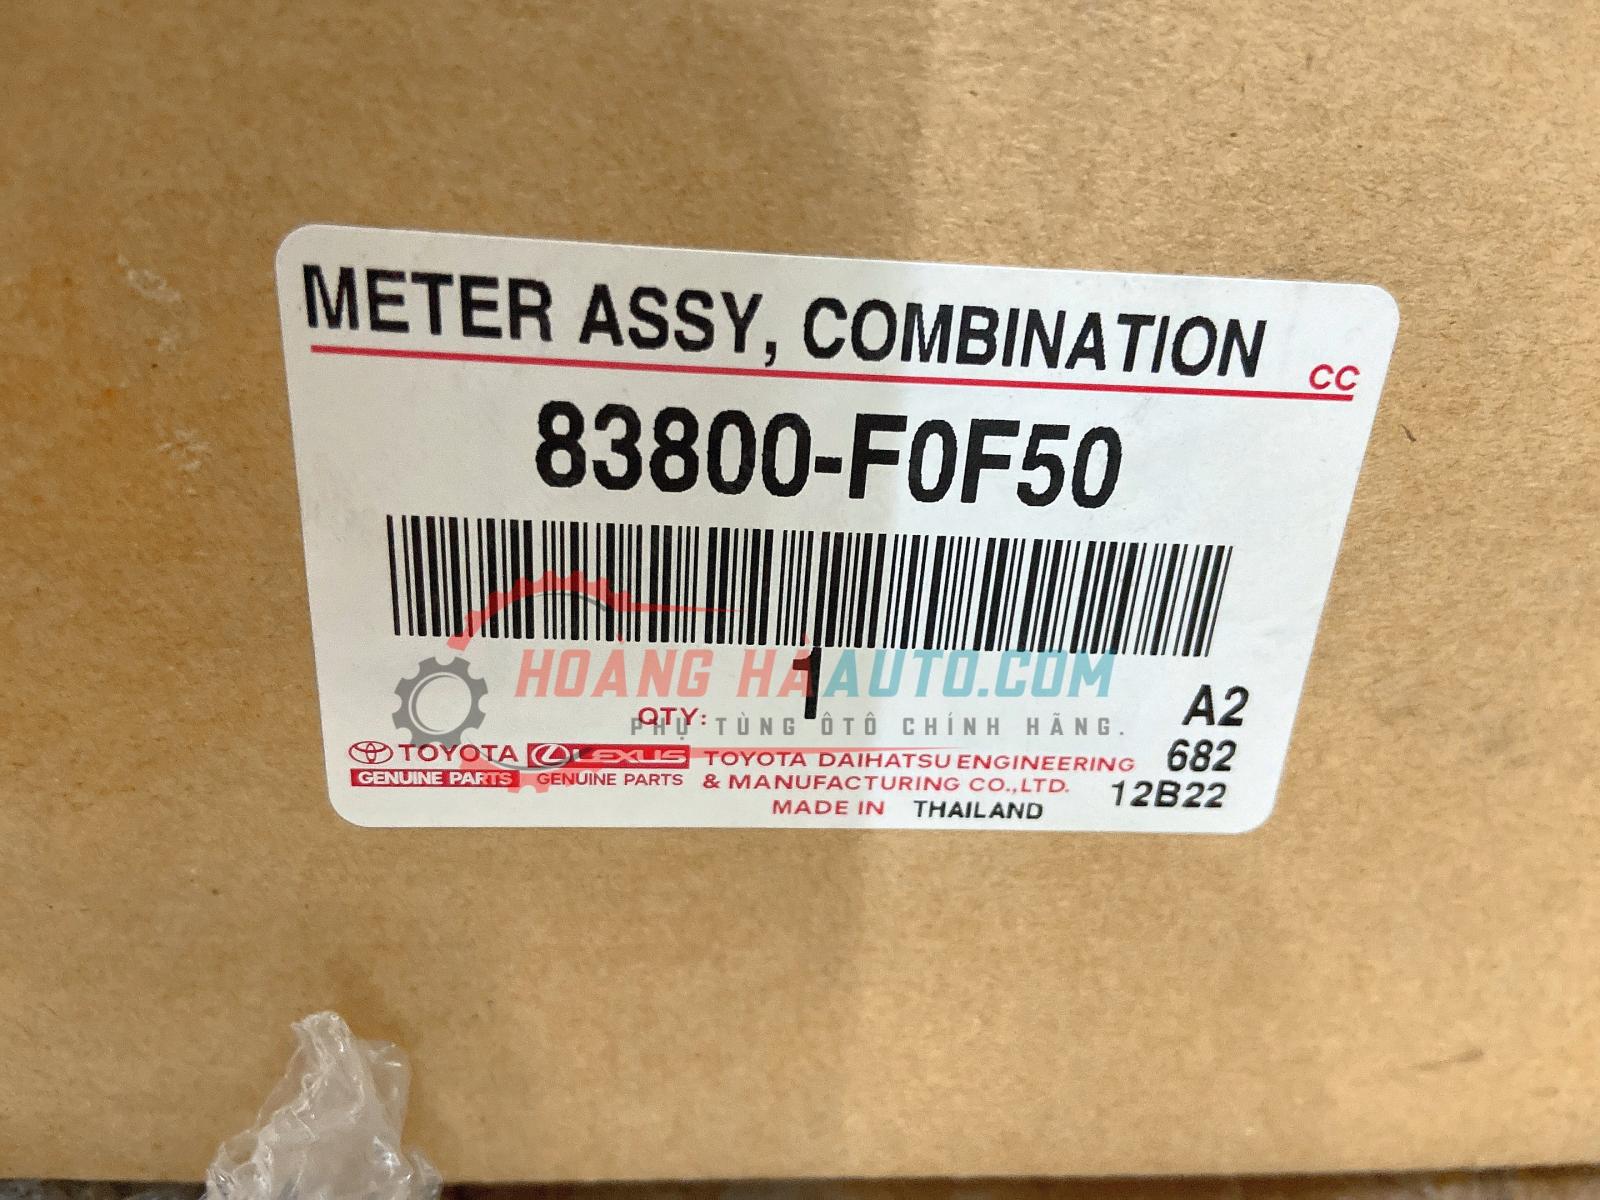 METER ASSY, COMBINATION
CC
83800-F0F50
HOÀNG HÀAUTO.COM
PHỤ TÙNG ÔTÔ CHÍNH HÃNG.
QTY: 1
A2
TOYOTA
GENUINE PARTS
LEXUS
GENUINE PARTS
TOYOTA DAIHATSU ENGINEERING
& MANUFACTURING CO.,LTD.
MADE IN THAILAND
682
12B22